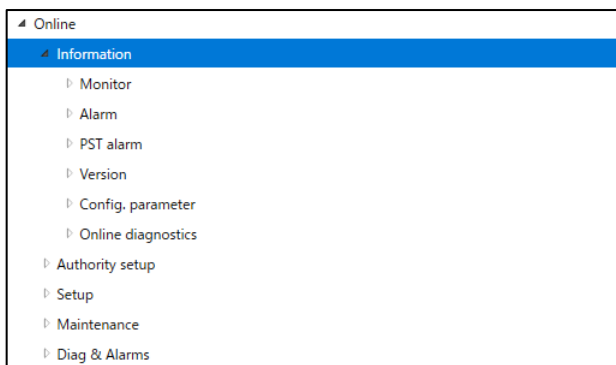 Online
Information
Monitor
Alarm
PST alarm
Version
Config. parameter
Online diagnostics
Authority setup
Setup
Maintenance
Diag & Alarms